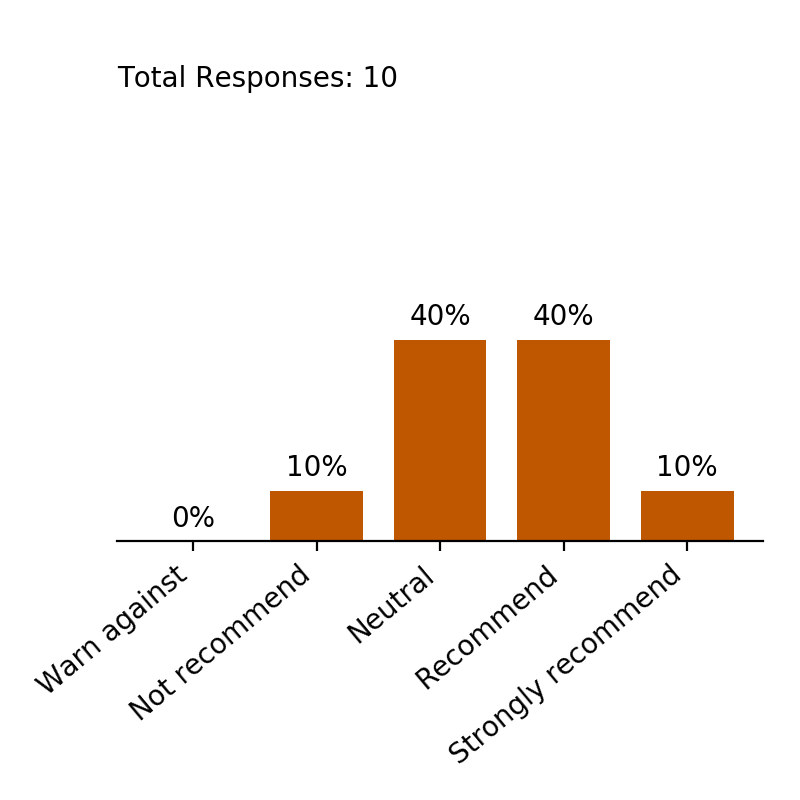 Total Responses: 10
40% 40%
10% 10%
0%
Warn against
Not recommend
Neutral
Recommend
Strongly recommend